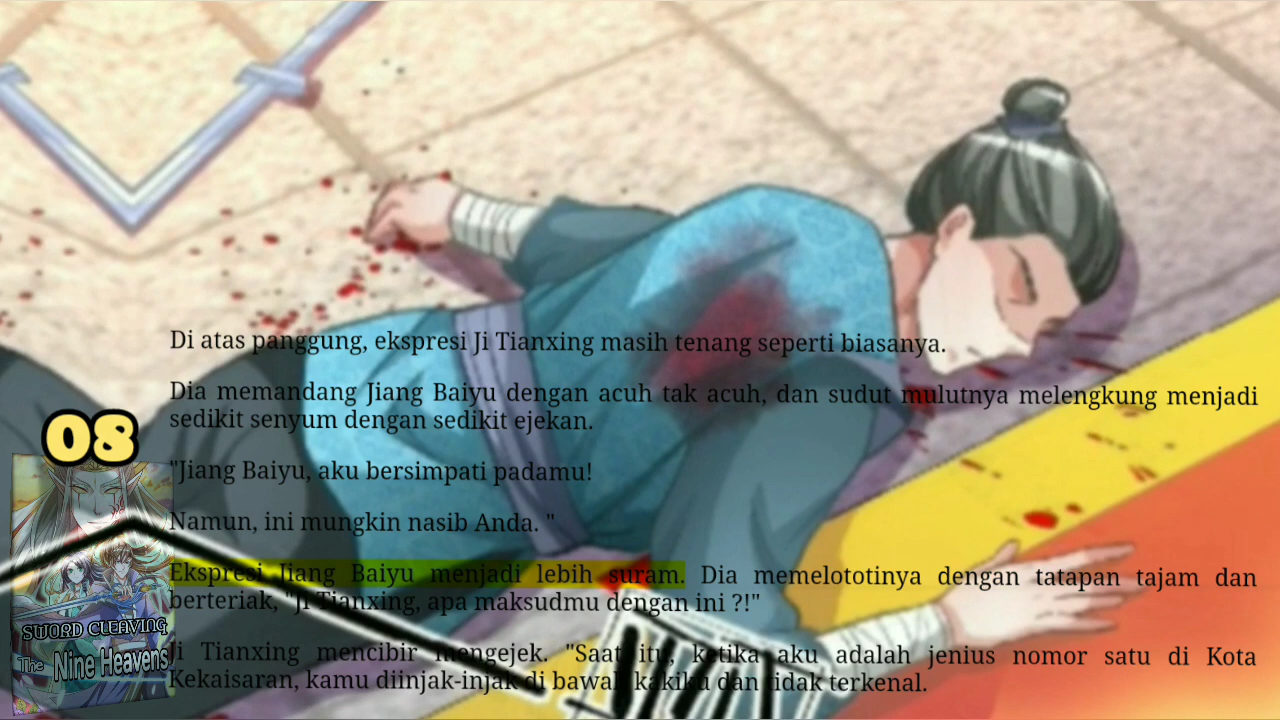 Di atas panggung, ekspresi Ji Tianxing masih tenang seperti biasanya.
Dia memandang Jiang Baiyu dengan acuh tak acuh, dan sudut mulutnya melengkung menjadi
sedikit senyum dengan sedikit ejekan.
"Jiang Baiyu, aku bersimpati padamu!
Namun, ini mungkin nasib Anda. "
Ekspresi Jiang Baiyu menjadi lebih suram. Dia memelototinya dengan tatapan tajam dan
berteriak, "Ji Tianxing, apa maksudmu dengan ini ?!"
Ji Tianxing mencibir mengejek. "Saat itu, ketika aku adalah jenius nomor satu di Kota
Kekaisaran, kamu diinjak-injak di bawah kakiku dan tidak terkenal.
08
SWORD CLEAVING
The Nine Heavens